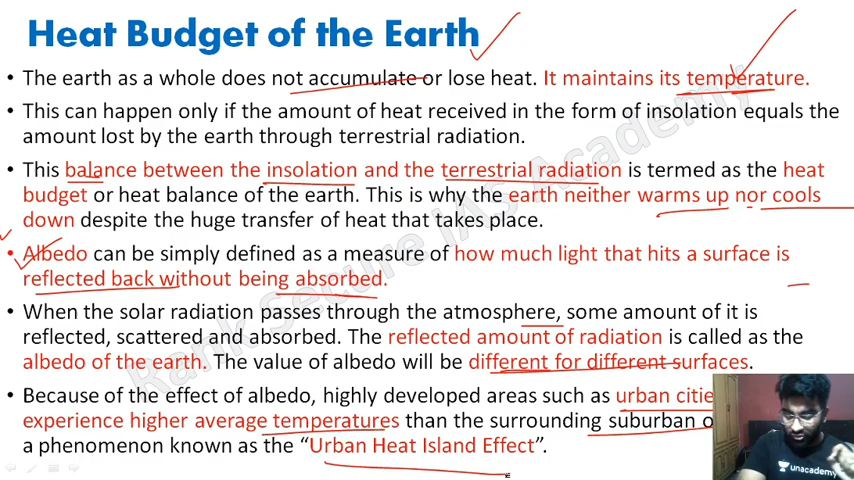 Heat Budget of the Earth
• The earth as a whole does not accumulate or lose heat. It maintains its temperature.
• This can happen only if the amount of heat received in the form of insolation equals the
amount lost by the earth through terrestrial radiation.
• This balance between the insolation and the terrestrial radiation is termed as the heat
budget or heat balance of the earth. This is why the earth neither warms up nor cools
down despite the huge transfer of heat that takes place.
• Albedo can be simply defined as a measure of how much light that hits a surface is
reflected back without being absorbed.
• When the solar radiation passes through the atmosphere, some amount of it is
reflected, scattered and absorbed. The reflected amount of radiation is called as the
albedo of the earth. The value of albedo will be different for different surfaces.
• Because of the effect of albedo, highly developed areas such as urban citie
experience higher average temperatures than the surrounding suburban o
a phenomenon known as the “Urban Heat Island Effect”.
Rank Secure IAS Academy
unacademy